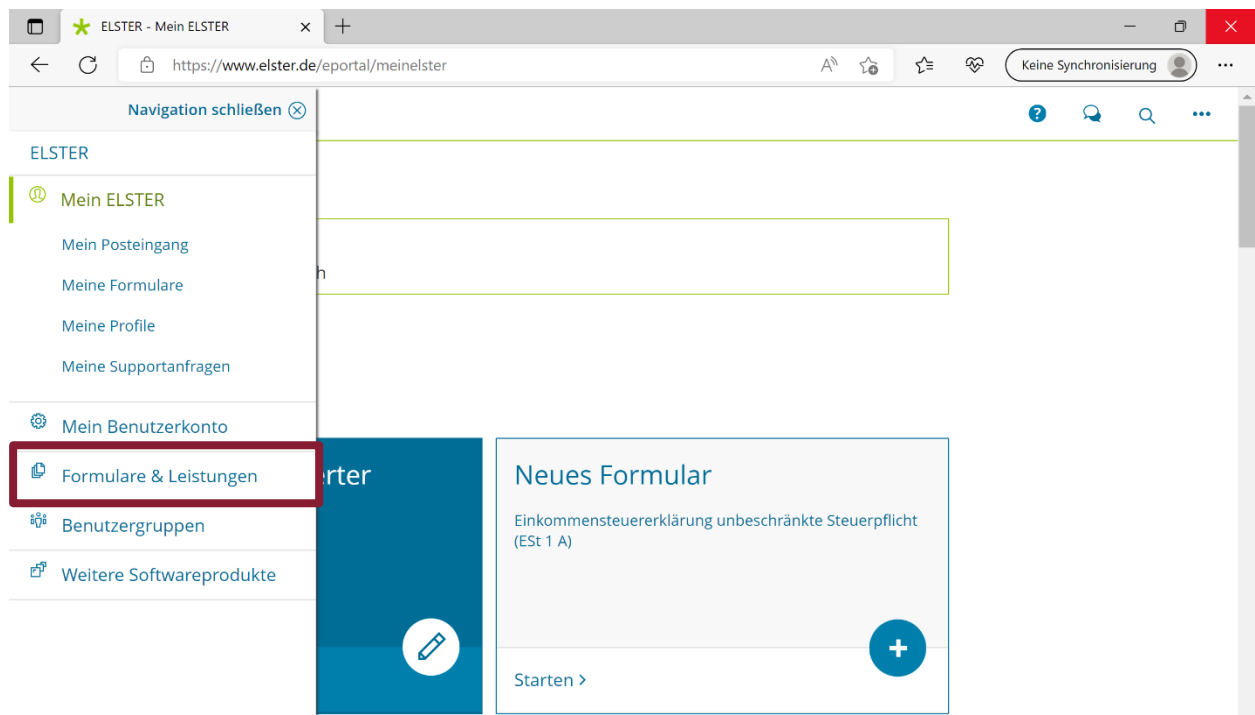 ELSTER - Mein ELSTER
https://www.elster.de/eportal/meinelster
Keine Synchronisierung
Navigation schließen
ELSTER
Mein ELSTER
Mein Posteingang
Meine Formulare
Meine Profile
Meine Supportanfragen
Mein Benutzerkonto
Formulare & Leistungen
Benutzergruppen
Weitere Softwareprodukte
Neues Formular
Einkommensteuererklärung unbeschränkte Steuerpflicht
(ESt 1 A)
Starten